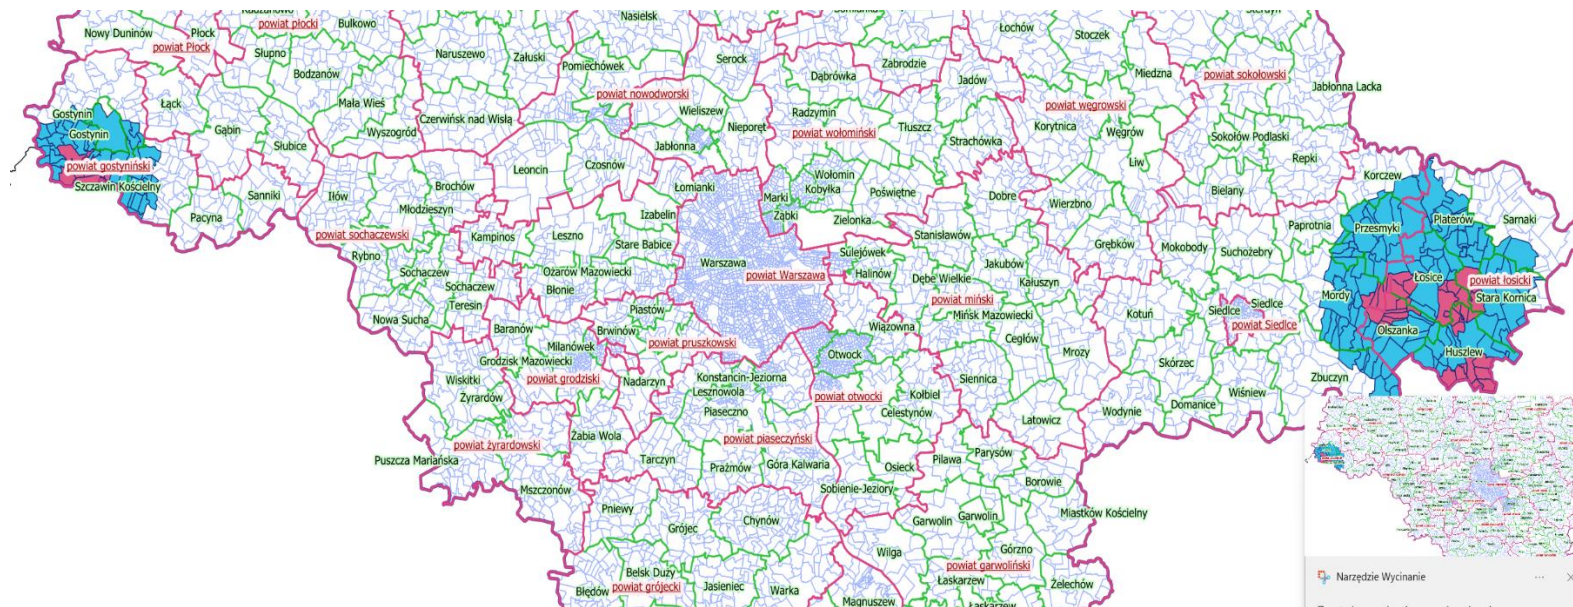 Radzanowo
powiat płocki
Bulkowo
Nasielsk
Łochów
Sterdyń
Nowy Duninów
Płock
powiat Płock
Słupno
Naruszewo
Załuski
Pomiechówek
Serock
Zabrodzie
Stoczek
Bodzanów
Dąbrówka
Jadów
Miedzna
powiat sokołowski
Jabłonna Lacka
Łąck
Mała Wieś
powiat nowodworski
powiat węgrowski
Gostynin
Gąbin
Wyszogród
Czerwińsk nad Wisłą
Wieliszew
Nieporęt
Radzymin
powiat wołomiński
Tłuszcz
Korytnica
Węgrów
Gostynin
Słubice
Jabłonna
Strachówka
Sokołów Podlaski
powiat gostyniński
Leoncin
Czosnów
Liw
Repki
Szczawin Kościelny
Sanniki
Iłów
Brochów
Łomianki
Marki
Wołomin
Kobyłka
Poświętne
Dobre
Wierzbno
Bielany
Korczew
Pacyna
Młodzieszyn
Izabelin
Ząbki
Zielonka
Paprotnia
Platerów
Sarnaki
powiat sochaczewski
Kampinos
Leszno
Stare Babice
Stanisławów
Grębków
Mokobody
Suchożebry
Przesmyki
Rybno
Sochaczew
Ożarów Mazowiecki
Warszawa
powiat Warszawa
Sulejówek
Halinów
Dębe Wielkie
Jakubów
Kałuszyn
Łosice
powiat łosicki
Sochaczew
Błonie
Teresin
Piastów
powiat miński
Siedlce
Siedlce
Mordy
Stara Kornica
Nowa Sucha
Baranów
Brwinów
Wiązowna
Mińsk Mazowiecki
Kotuń
powiat Siedlce
Olszanka
Milanówek
powiat pruszkowski
Cegłów
Grodzisk Mazowiecki
Otwock
Mrozy
Skórzec
Huszlew
Wiskitki
powiat grodziski
Nadarzyn
Konstancin-Jeziorna
Lesznowola
powiat otwocki
Kołbiel
Siennica
Zbuczyn
Żyrardów
Piaseczno
Celestynów
Latowicz
Wodynie
Domanice
Wiśniew
powiat żyrardowski
Żabia Wola
powiat piaseczyński
Puszcza Mariańska
Tarczyn
Prażmów
Góra Kalwaria
Osieck
Pilawa
Parysów
Mszczonów
Sobienie-Jeziory
Borowie
Pniewy
Grójec
Chynów
Garwolin
Garwolin
Miastków Kościelny
Wilga
Górzno
powiat garwoliński
Belsk Duży
powiat grójecki
Błędów
Jasieniec
Warka
Łaskarzew
Żelechów
Magnuszew
Łaskarzew
Narzędzie Wycinanie